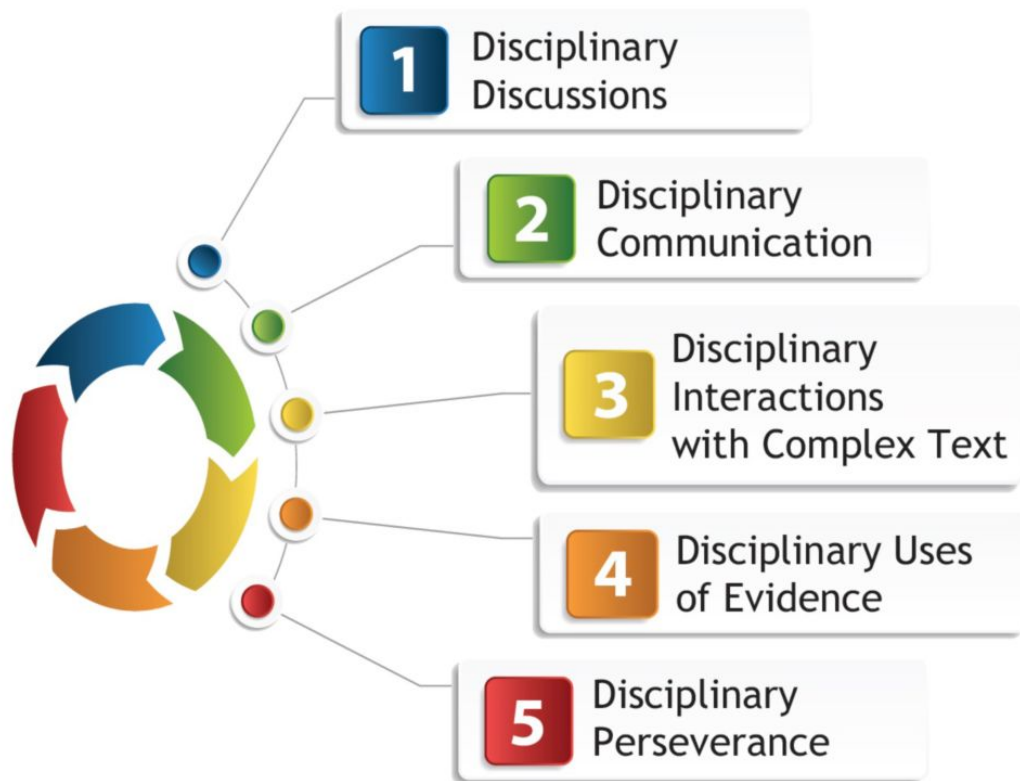 1
Disciplinary
Discussions
2
Disciplinary
Communication
3
Disciplinary
Interactions
with Complex Text
4
Disciplinary Uses
of Evidence
5
Disciplinary
Perseverance